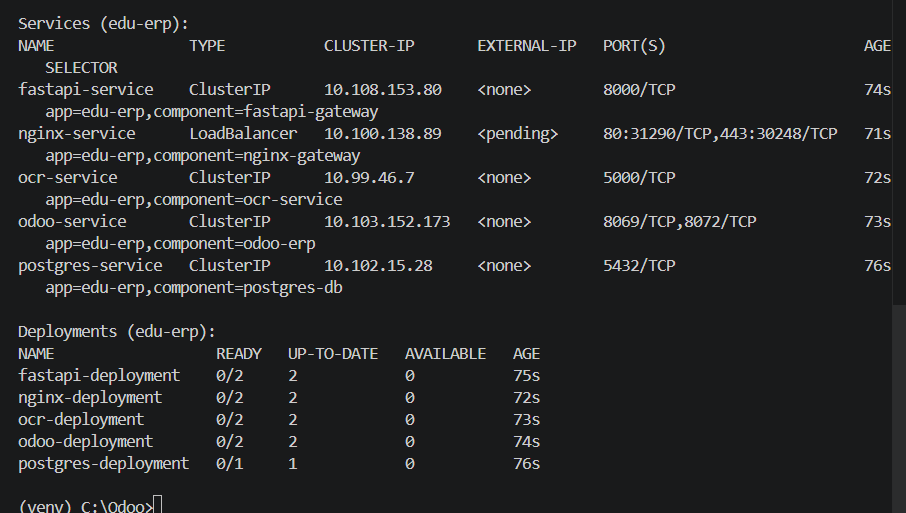 Services (edu-erp):
NAME TYPE CLUSTER-IP EXTERNAL-IP PORT(S) AGE
SELECTOR
fastapi-service ClusterIP 10.108.153.80 <none> 8000/TCP 74s
app=edu-erp,component=fastapi-gateway
nginx-service LoadBalancer 10.100.138.89 <pending> 80:31290/TCP,443:30248/TCP 71s
app=edu-erp,component=nginx-gateway
ocr-service ClusterIP 10.99.46.7 <none> 5000/TCP 72s
app=edu-erp,component=ocr-service
odoo-service ClusterIP 10.103.152.173 <none> 8069/TCP,8072/TCP 73s
app=edu-erp,component=odoo-erp
postgres-service ClusterIP 10.102.15.28 <none> 5432/TCP 76s
app=edu-erp,component=postgres-db
Deployments (edu-erp):
NAME READY UP-TO-DATE AVAILABLE AGE
fastapi-deployment 0/2 2 0 75s
nginx-deployment 0/2 2 0 72s
ocr-deployment 0/2 2 0 73s
odoo-deployment 0/2 2 0 74s
postgres-deployment 0/1 1 0 76s
(venv) C:\Odoo>